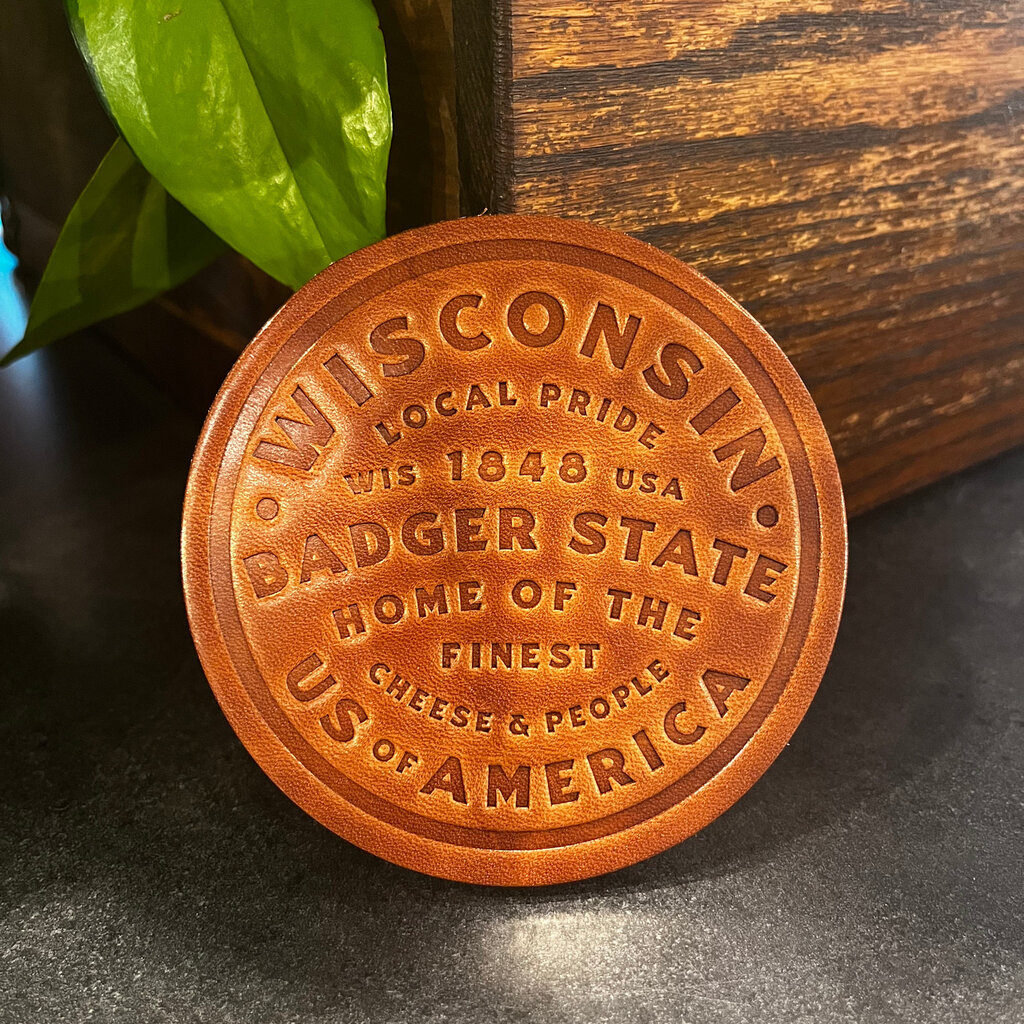 WISCONSIN
LOCAL PRIDE
WIS 1848 USA
BADGER STATE
HOME OF THE
FINEST
CHEESE & PEOPLE
US OF AMERICA